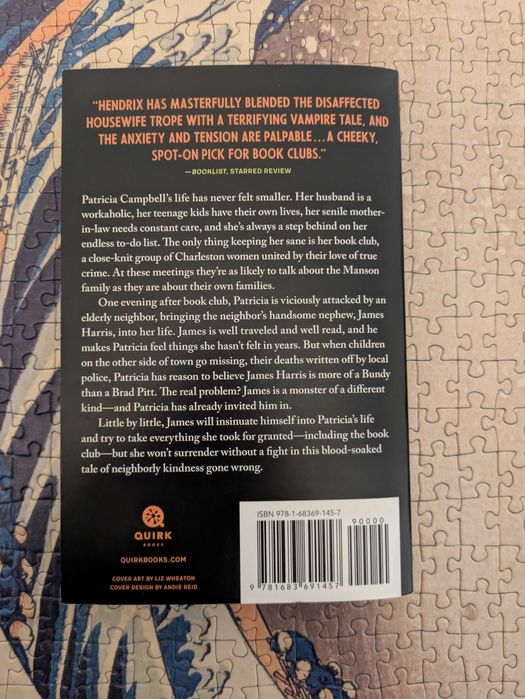 "HENDRIX HAS MASTERFULLY BLENDED THE DISAFFECTED
HOUSEWIFE TROPE WITH A TERRIFYING VAMPIRE TALE, AND
THE ANXIETY AND TENSION ARE PALPABLE...A CHEEKY,
SPOT-ON PICK FOR BOOK CLUBS."
—BOOKLIST, STARRED REVIEW
Patricia Campbell's life has never felt smaller. Her husband is a
workaholic, her teenage kids have their own lives, her senile mother-
in-law needs constant care, and she's always a step behind on her
endless to-do list. The only thing keeping her sane is her book club,
a close-knit group of Charleston women united by their love of true
crime. At these meetings they're as likely to talk about the Manson
family as they are about their own families.
One evening after book club, Patricia is viciously attacked by an
elderly neighbor, bringing the neighbor's handsome nephew, James
Harris, into her life. James is well traveled and well read, and he
makes Patricia feel things she hasn't felt in years. But when children
on the other side of town go missing, their deaths written off by local
police, Patricia has reason to believe James Harris is more of a Bundy
than a Brad Pitt. The real problem? James is a monster of a different
kind—and Patricia has already invited him in.
Little by little, James will insinuate himself into Patricia's life
and try to take everything she took for granted—including the book
club—but she won't surrender without a fight in this blood-soaked
tale of neighborly kindness gone wrong.
QUIRK
BOOKS
QUIRKBOOKS.COM
COVER ART BY LIZ WHEATON
COVER DESIGN BY ANDIE REID
ISBN 978-1-68369-145-7
90000
9 781683 691457